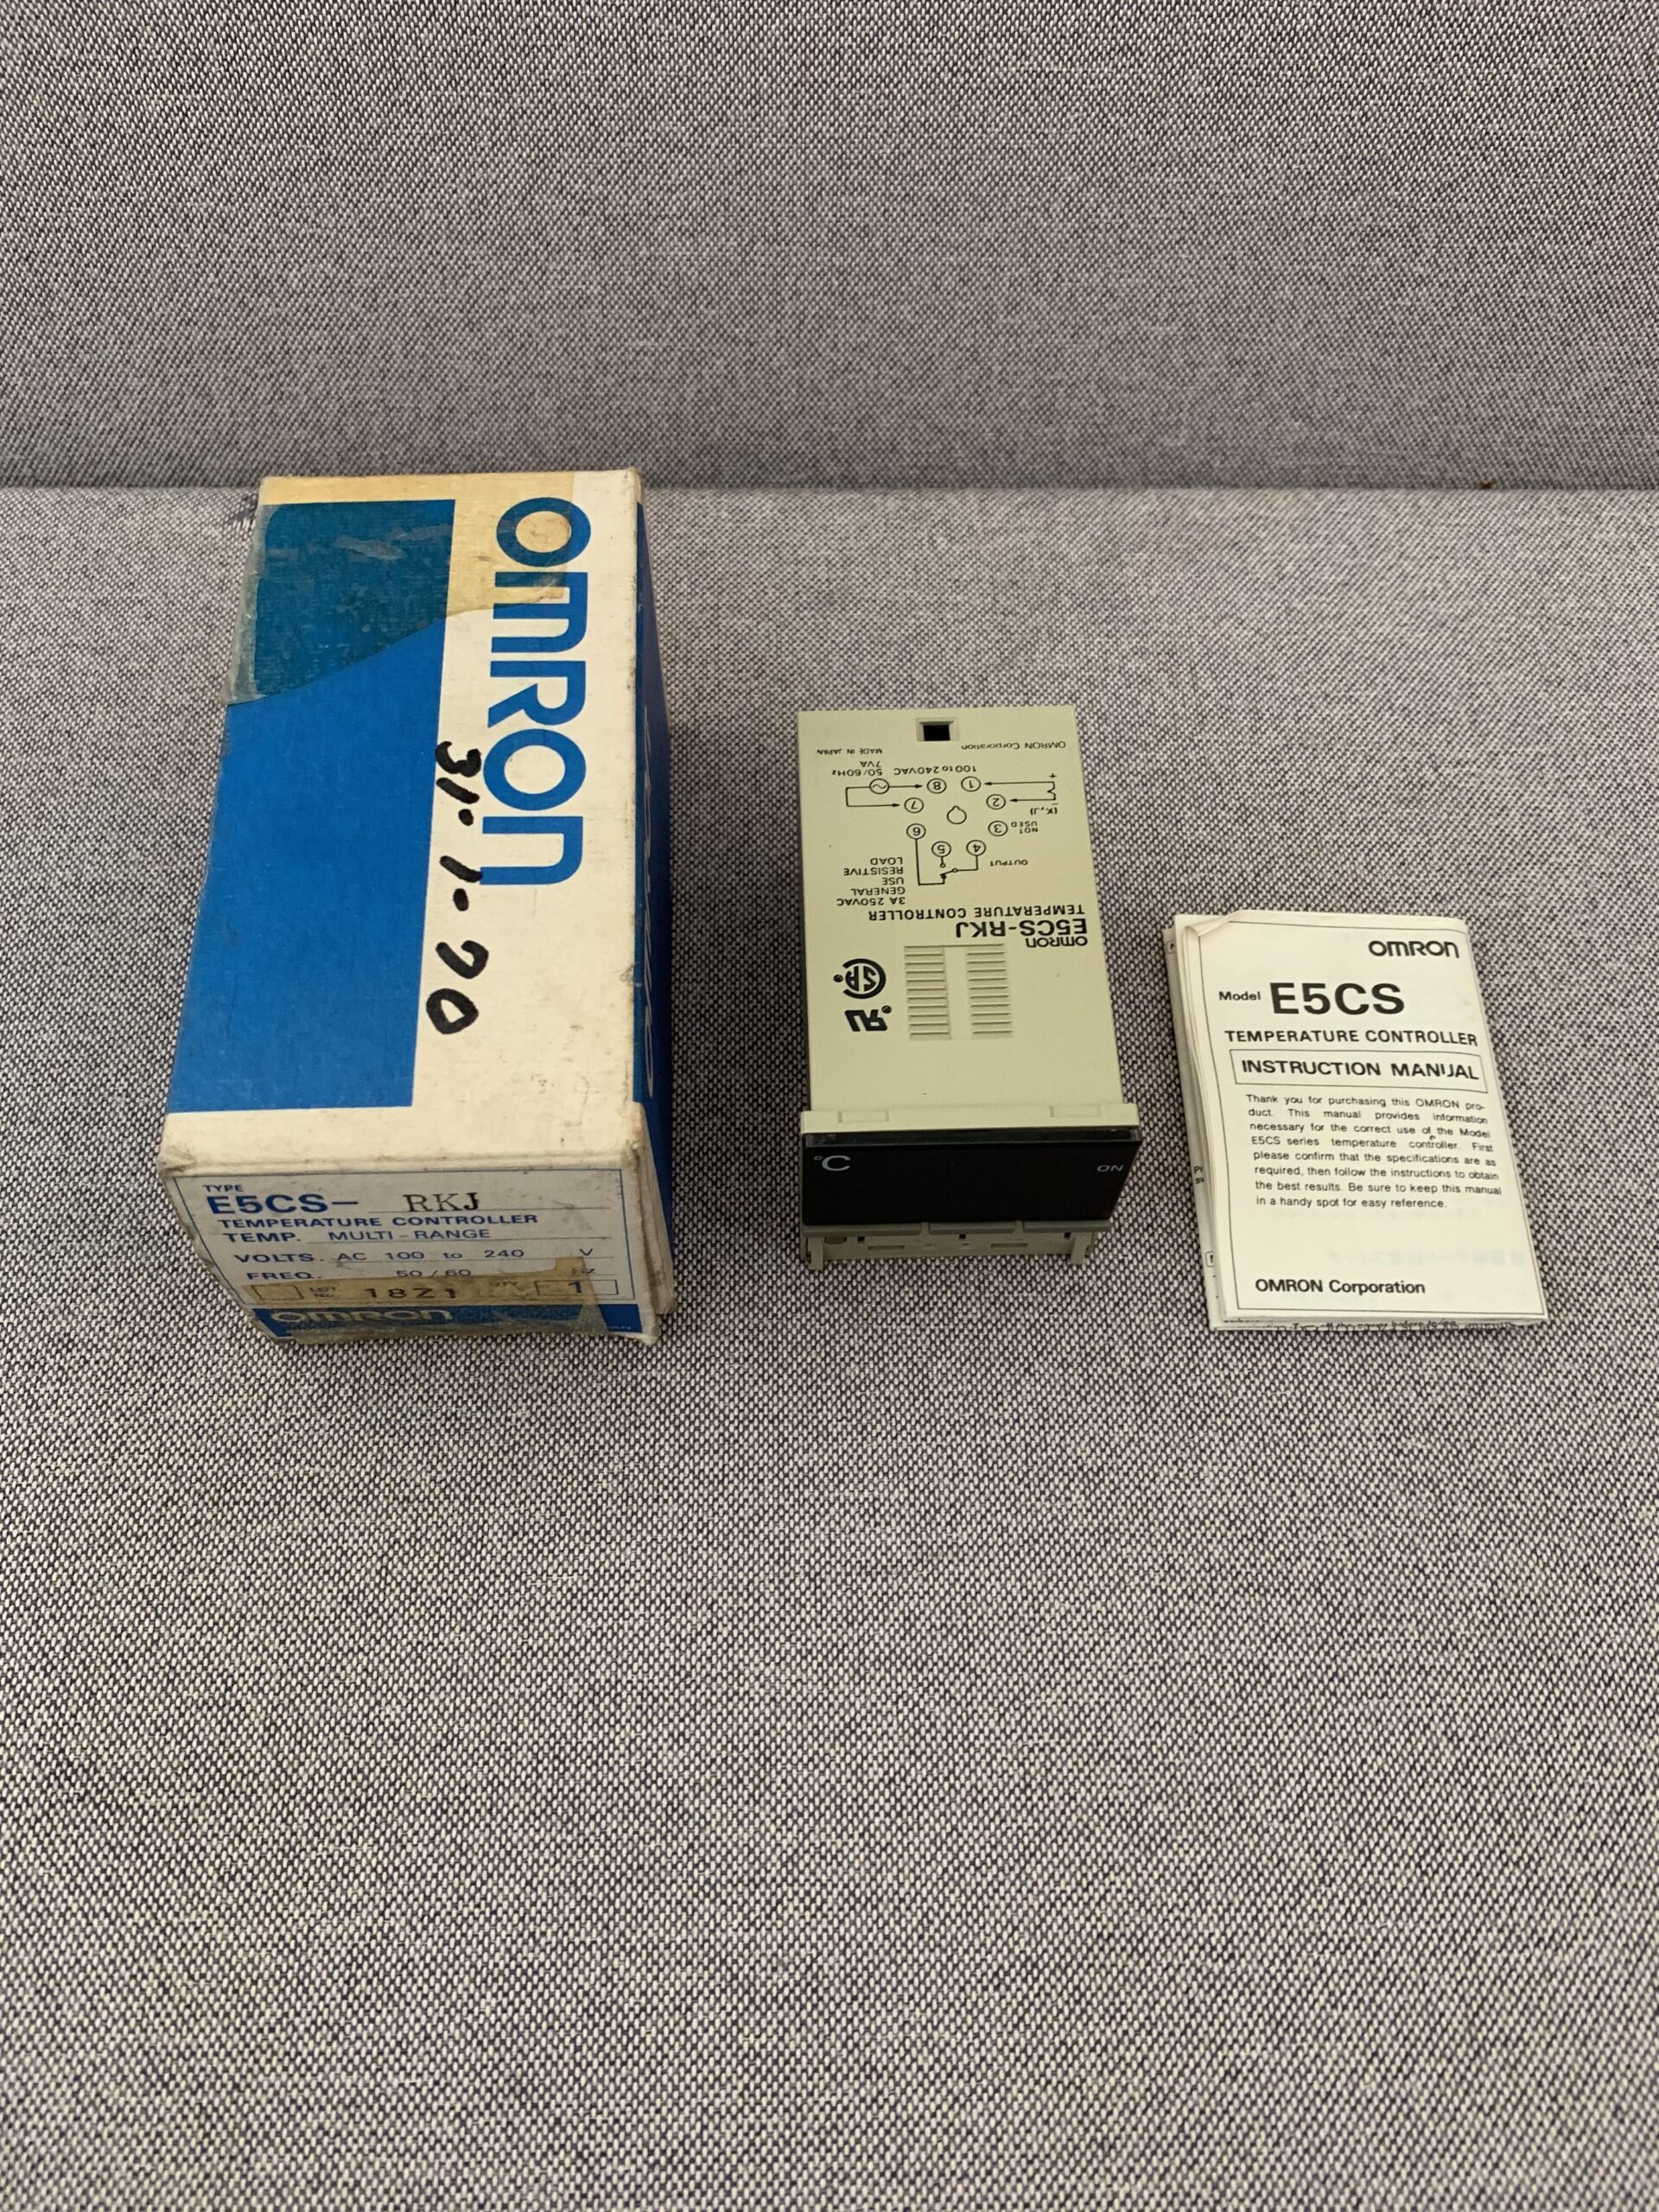 OMRON
31.1.90
TYPE
E5CS- RKJ
TEMPERATURE CONTROLLER
TEMP. MULTI-RANGE
VOLTS. AC 100 to 240 V
FREQ. 50/60 HZ
LOT No. 18Z1 QTY 1
OMRON
OMRON
E5CS-RKJ
TEMPERATURE CONTROLLER
3A 250VAC
GENERAL
USE
RESISTIVE
LOAD
OUTPUT
4
5
6
NOT
USED
3
2
7
(K,J)
1
8
+
100 to 240VAC
50/60Hz
7VA
OMRON Corporation
MADE IN JAPAN
°C
ON
OMRON
Model E5CS
TEMPERATURE CONTROLLER
INSTRUCTION MANUAL
Thank you for purchasing this OMRON pro-
duct. This manual provides information
necessary for the correct use of the Model
E5CS series temperature controller. First
please confirm that the specifications are as
required, then follow the instructions to obtain
the best results. Be sure to keep this manual
in a handy spot for easy reference.
OMRON Corporation